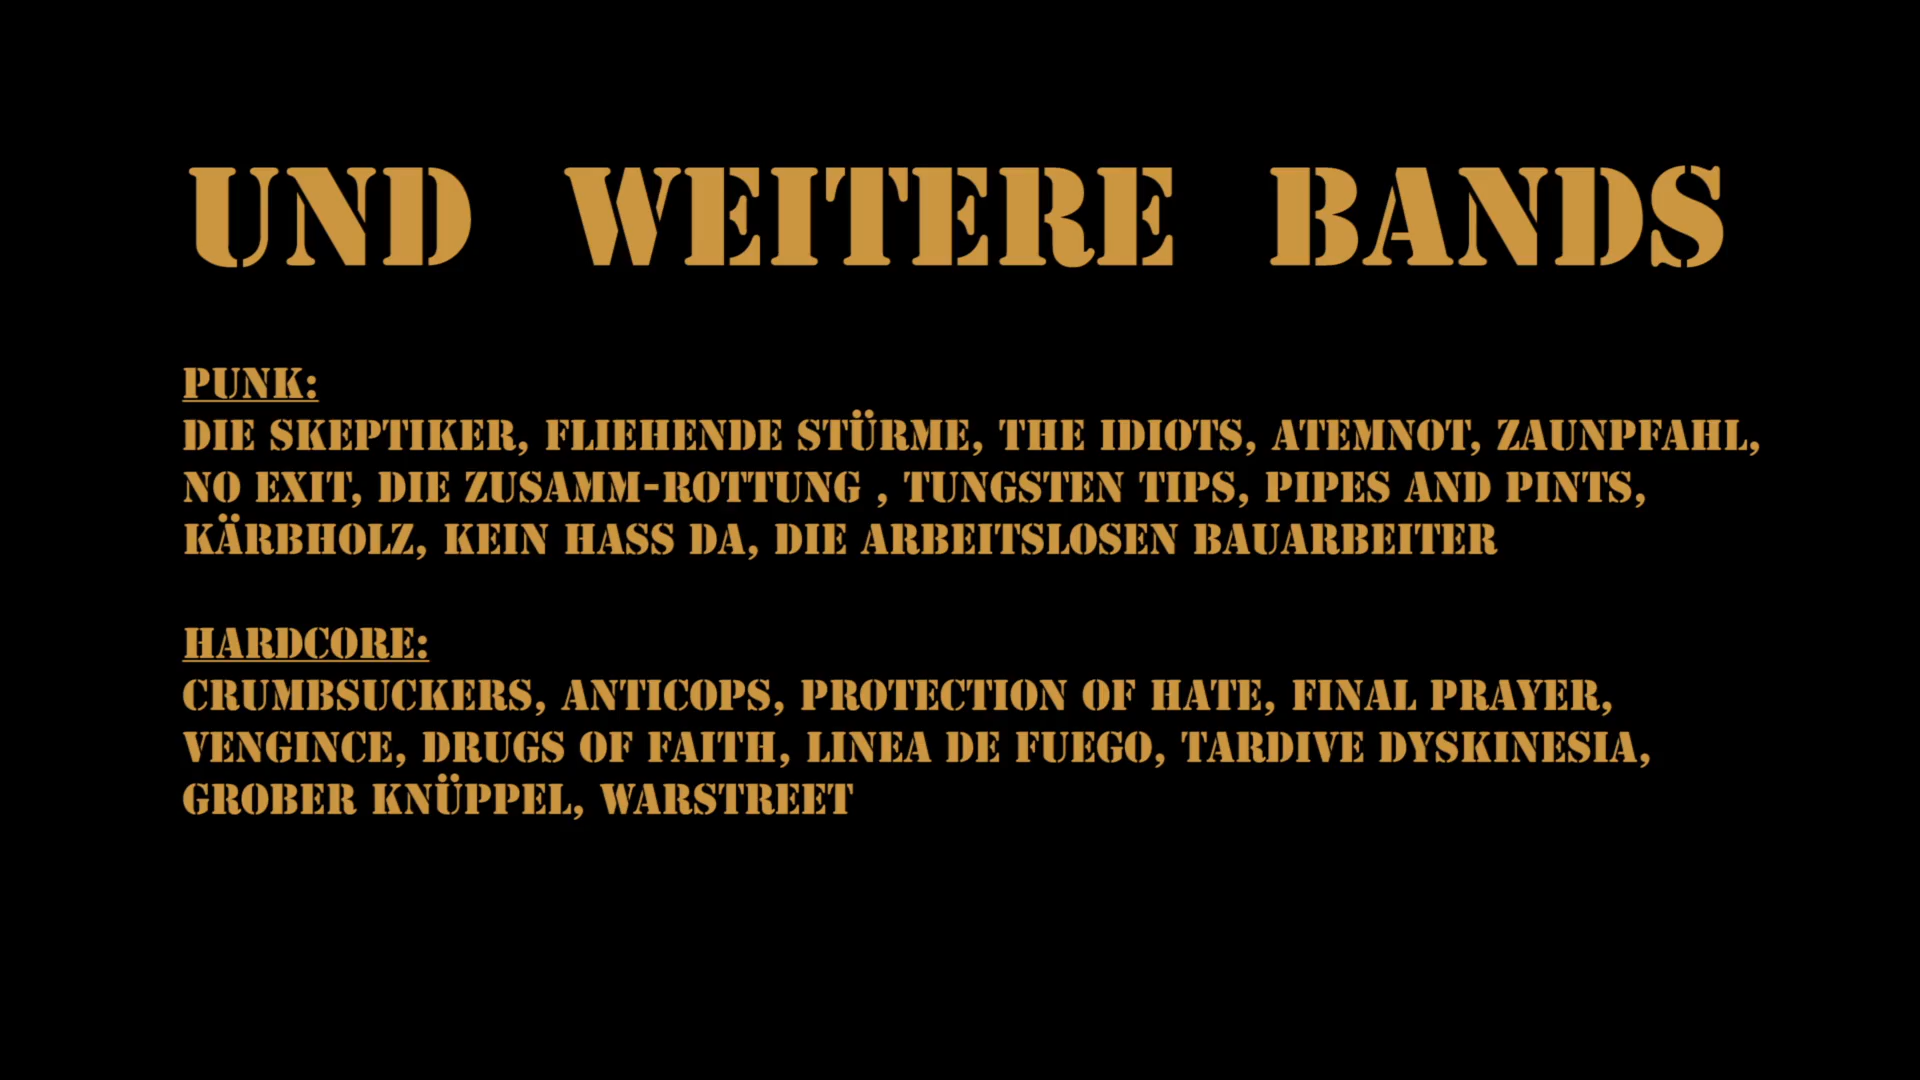 UND WEITERE BANDS
PUNK:
DIE SKEPTIKER, FLIEHENDE STÜRME, THE IDIOTS, ATEMNOT, ZAUNPFAHL,
NO EXIT, DIE ZUSAMM-ROTTUNG , TUNGSTEN TIPS, PIPES AND PINTS,
KÄRBHOLZ, KEIN HASS DA, DIE ARBEITSLOSEN BAUARBEITER
HARDCORE:
CRUMBSUCKERS, ANTICOPS, PROTECTION OF HATE, FINAL PRAYER,
VENGINCE, DRUGS OF FAITH, LINEA DE FUEGO, TARDIVE DYSKINESIA,
GROBER KNÜPPEL, WARSTREET